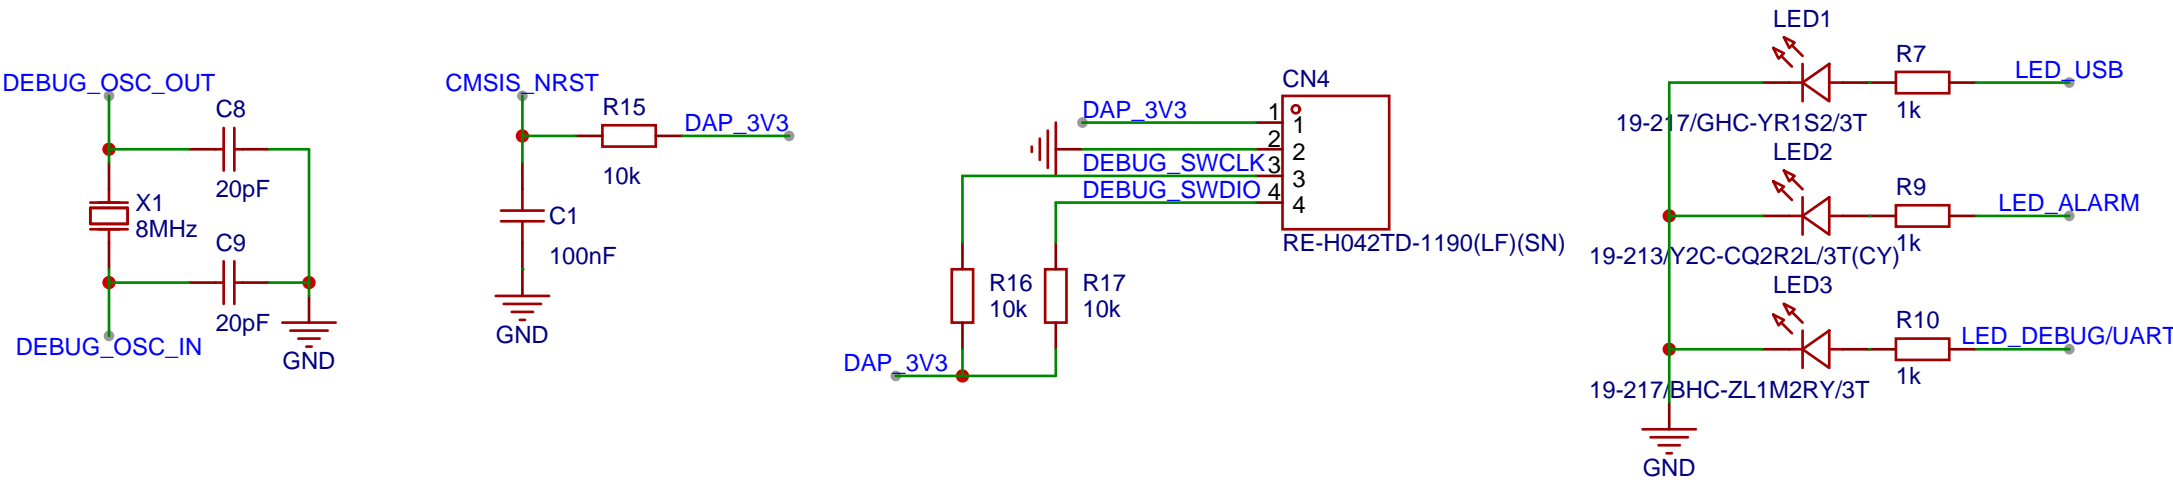 DEBUG_OSC_OUT
C8
20pF
X1
8MHz
C9
20pF
DEBUG_OSC_IN
GND
CMSIS_NRST
R15
DAP_3V3
10k
C1
100nF
GND
CN4
DAP_3V3
1
1
2
2
DEBUG_SWCLK
3
3
DEBUG_SWDIO
4
4
RE-H042TD-1190(LF)(SN)
R16
10k
R17
10k
DAP_3V3
LED1
R7
LED_USB
1k
19-217/GHC-YR1S2/3T
LED2
R9
LED_ALARM
1k
19-213/Y2C-CQ2R2L/3T(CY)
LED3
R10
LED_DEBUG/UART
1k
19-217/BHC-ZL1M2RY/3T
GND